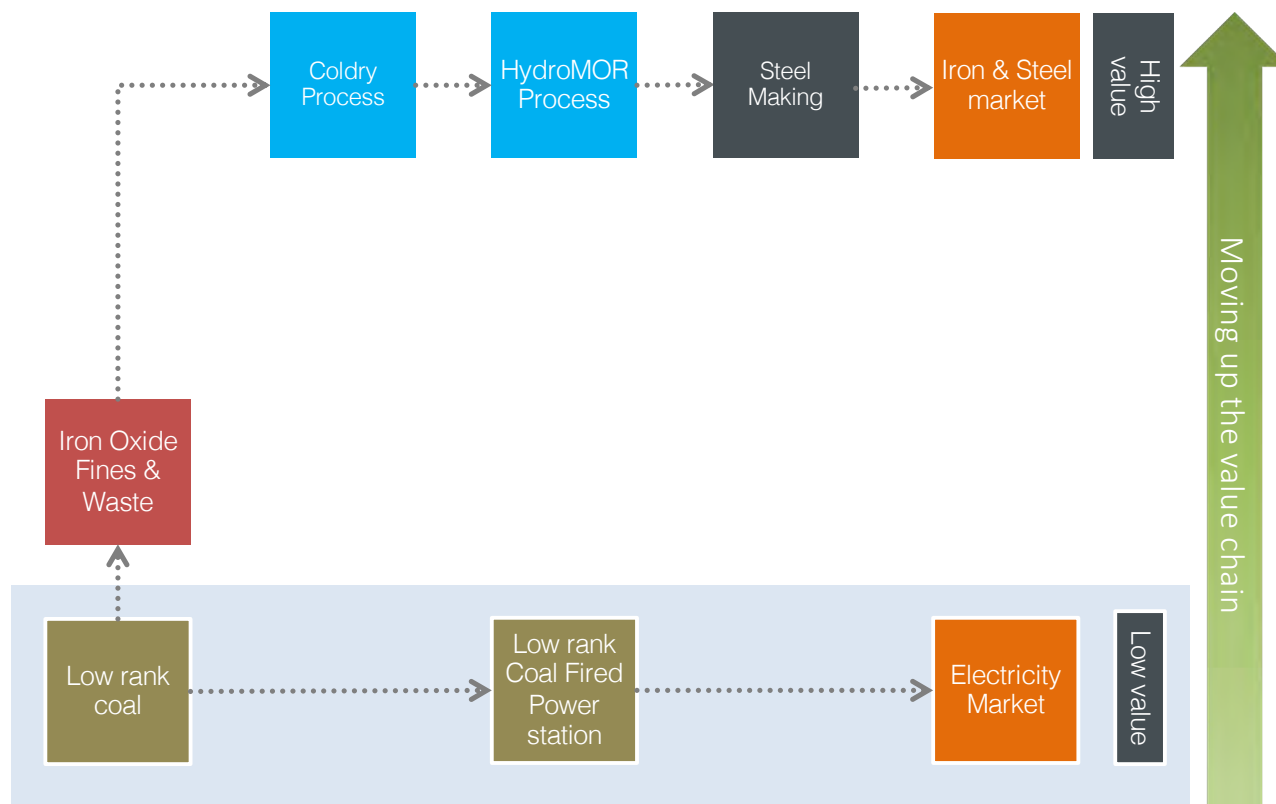 Coldry
Process
HydroMOR
Process
Steel
Making
Iron & Steel
market
High
value
Moving up the value chain
Iron Oxide
Fines &
Waste
Low rank
coal
Low rank
Coal Fired
Power
station
Electricity
Market
Low value